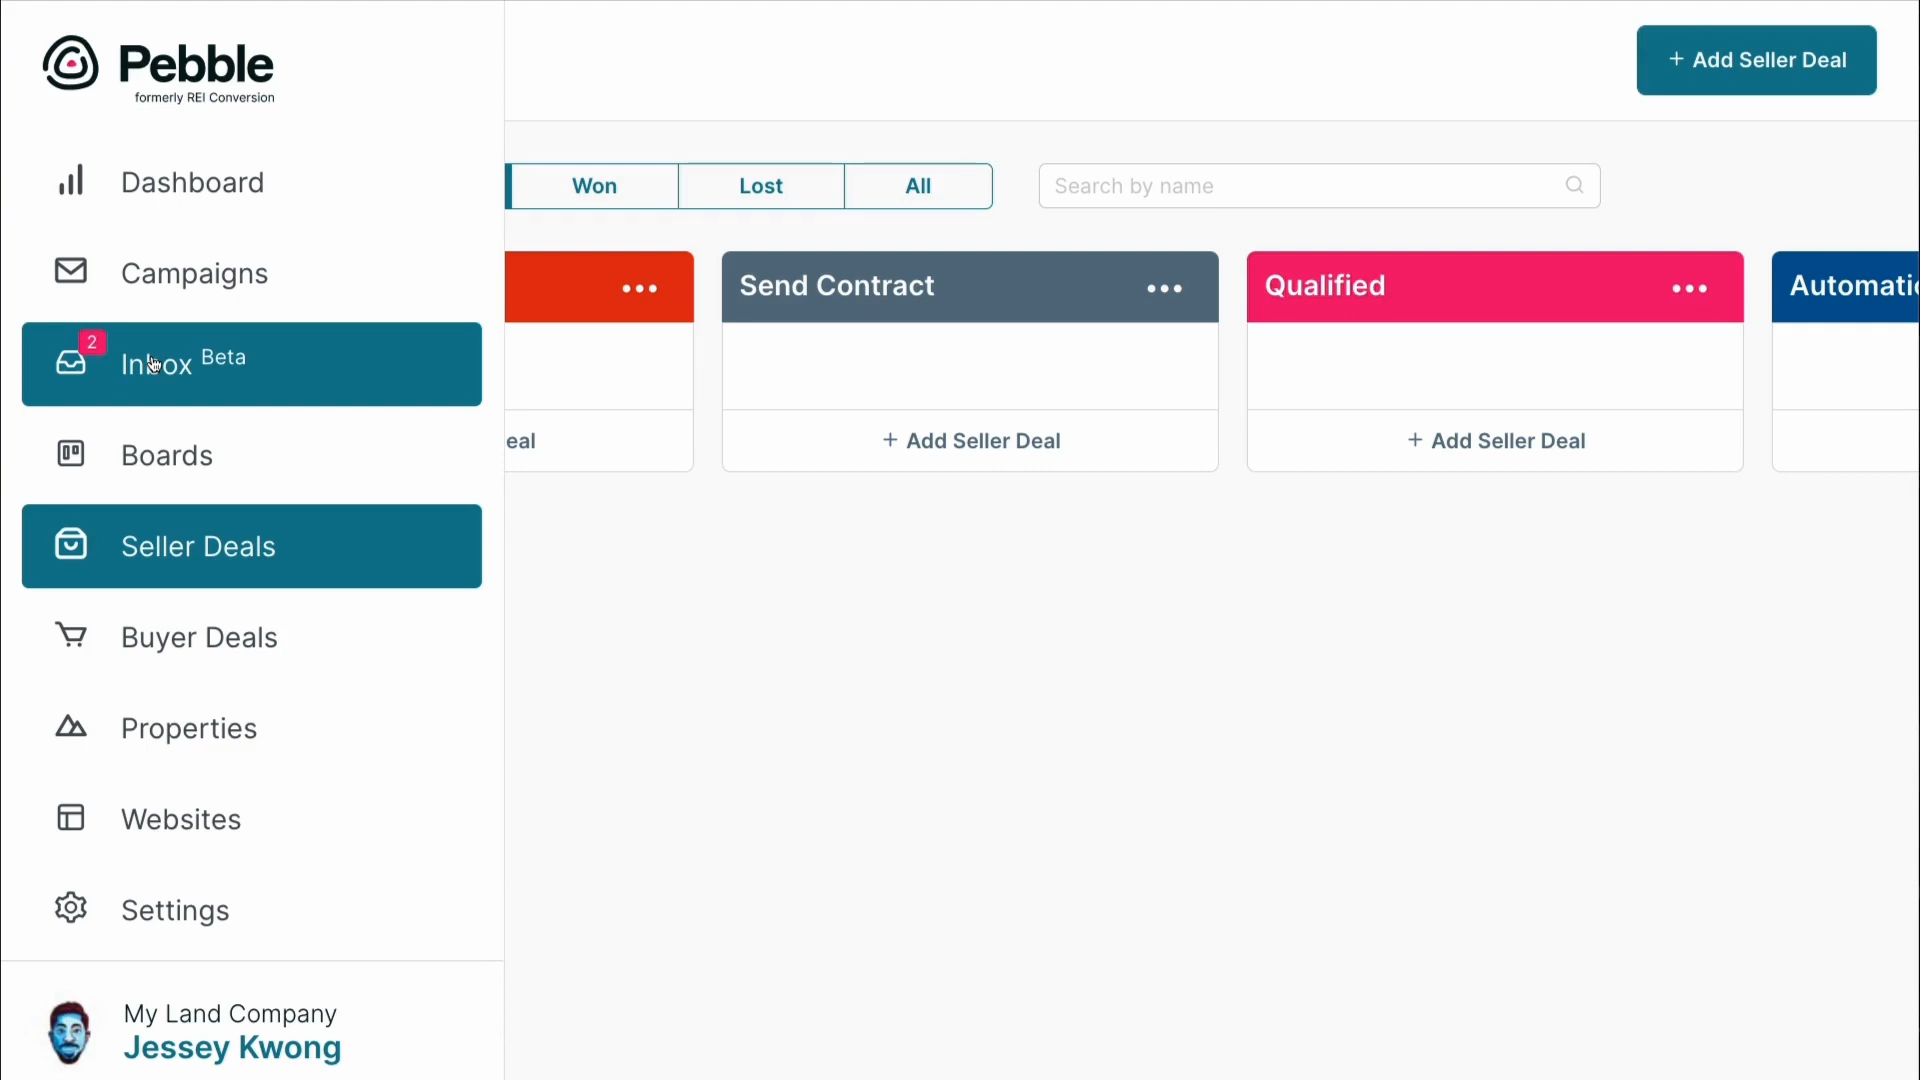 Pebble
formerly REI Conversion
+ Add Seller Deal
Dashboard
Campaigns
2
Inbox Beta
Boards
Seller Deals
Buyer Deals
Properties
Websites
Settings
My Land Company
Jessey Kwong
Won
Lost
All
Search by name
Send Contract
Qualified
Automatic
eal
+ Add Seller Deal
+ Add Seller Deal